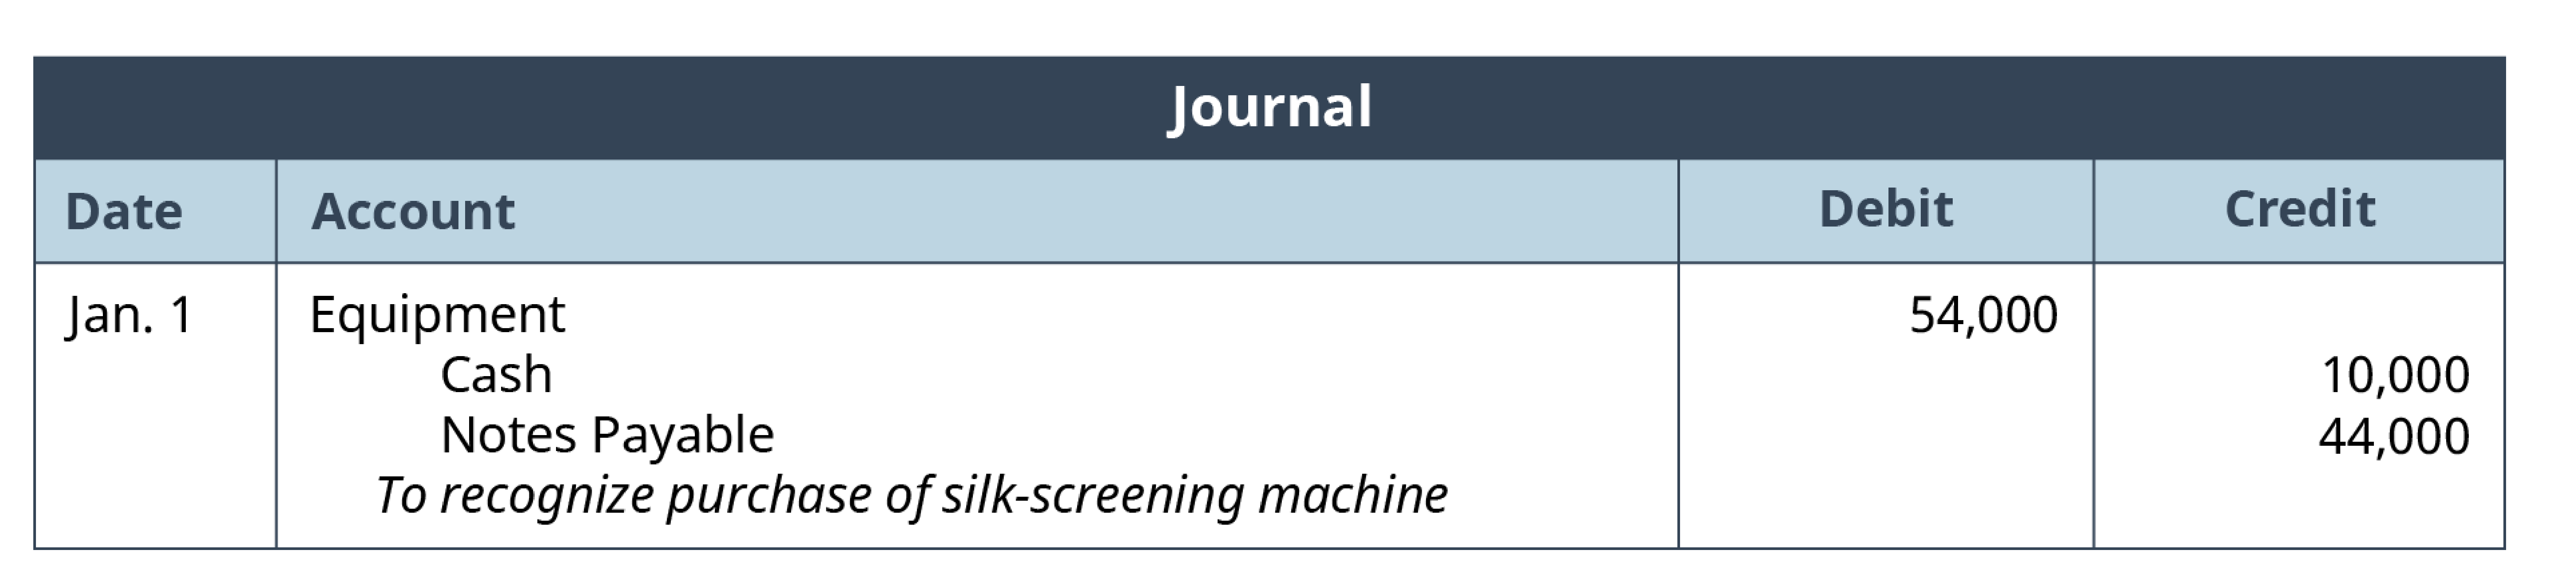 Journal
Date Account Debit Credit
Jan. 1 Equipment 54,000
Cash 10,000
Notes Payable 44,000
To recognize purchase of silk-screening machine